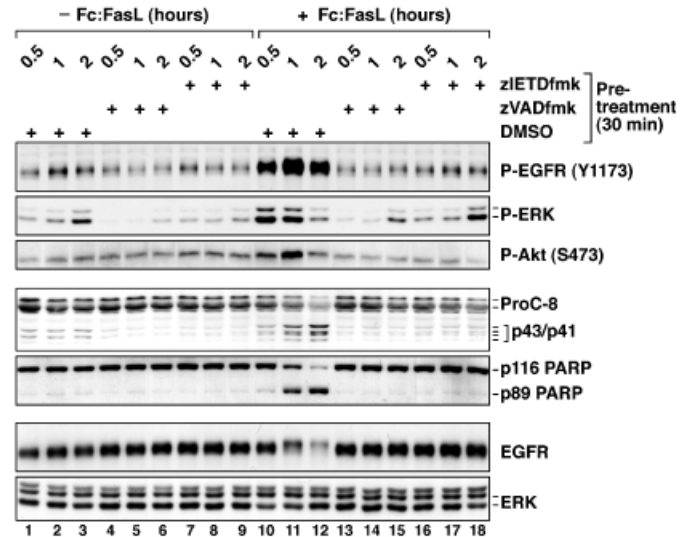 – Fc:FasL (hours) + Fc:FasL (hours)
0.5 1 2 0.5 1 2 0.5 1 2 0.5 1 2 0.5 1 2 0.5 1 2
+ + + + + + zIETDfmk
+ + + + + + zVADfmk
+ + + + + + DMSO
Pre-
treatment
(30 min)
P-EGFR (Y1173)
P-ERK
P-Akt (S473)
ProC-8
p43/p41
p116 PARP
p89 PARP
EGFR
ERK
1 2 3 4 5 6 7 8 9 10 11 12 13 14 15 16 17 18